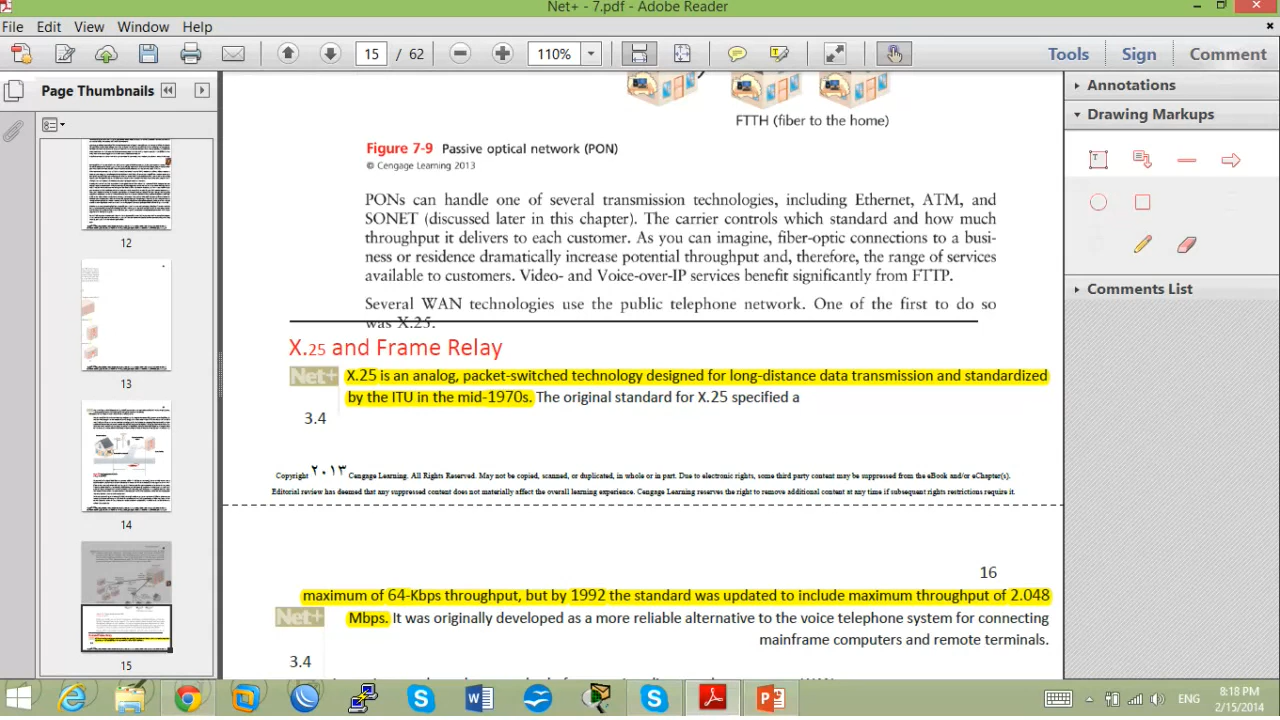 Net+ - 7.pdf - Adobe Reader
File Edit View Window Help
15 / 62 110% Tools Sign Comment
Page Thumbnails
12
13
14
15
Annotations
Drawing Markups
Comments List
FTTH (fiber to the home)
Figure 7-9 Passive optical network (PON)
© Cengage Learning 2013
PONs can handle one of several transmission technologies, including Ethernet, ATM, and
SONET (discussed later in this chapter). The carrier controls which standard and how much
throughput it delivers to each customer. As you can imagine, fiber-optic connections to a busi-
ness or residence dramatically increase potential throughput and, therefore, the range of services
available to customers. Video- and Voice-over-IP services benefit significantly from FTTP.
Several WAN technologies use the public telephone network. One of the first to do so
was X.25.
X.25 and Frame Relay
Net+ X.25 is an analog, packet-switched technology designed for long-distance data transmission and standardized
by the ITU in the mid-1970s. The original standard for X.25 specified a
3.4
Copyright ٢٠١٣ Cengage Learning. All Rights Reserved. May not be copied, scanned, or duplicated, in whole or in part. Due to electronic rights, some third party content may be suppressed from the eBook and/or eChapter(s).
Editorial review has deemed that any suppressed content does not materially affect the overall learning experience. Cengage Learning reserves the right to remove additional content at any time if subsequent rights restrictions require it.
16
maximum of 64-Kbps throughput, but by 1992 the standard was updated to include maximum throughput of 2.048
Net+ Mbps. It was originally developed as a more reliable alternative to the voice telephone system for connecting
mainframe computers and remote terminals.
3.4
ENG
8:18 PM
2/15/2014